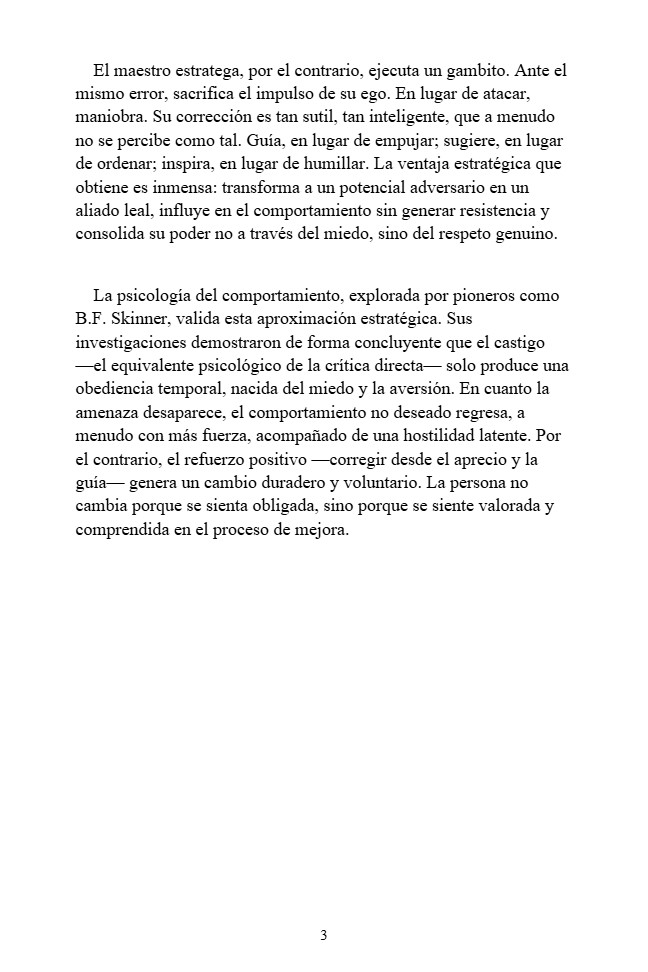 El maestro estratega, por el contrario, ejecuta un gambito. Ante el
mismo error, sacrifica el impulso de su ego. En lugar de atacar,
maniobra. Su corrección es tan sutil, tan inteligente, que a menudo
no se percibe como tal. Guía, en lugar de empujar; sugiere, en lugar
de ordenar; inspira, en lugar de humillar. La ventaja estratégica que
obtiene es inmensa: transforma a un potencial adversario en un
aliado leal, influye en el comportamiento sin generar resistencia y
consolida su poder no a través del miedo, sino del respeto genuino.
La psicología del comportamiento, explorada por pioneros como
B.F. Skinner, valida esta aproximación estratégica. Sus
investigaciones demostraron de forma concluyente que el castigo
—el equivalente psicológico de la crítica directa— solo produce una
obediencia temporal, nacida del miedo y la aversión. En cuanto la
amenaza desaparece, el comportamiento no deseado regresa, a
menudo con más fuerza, acompañado de una hostilidad latente. Por
el contrario, el refuerzo positivo —corregir desde el aprecio y la
guía— genera un cambio duradero y voluntario. La persona no
cambia porque se sienta obligada, sino porque se siente valorada y
comprendida en el proceso de mejora.
3